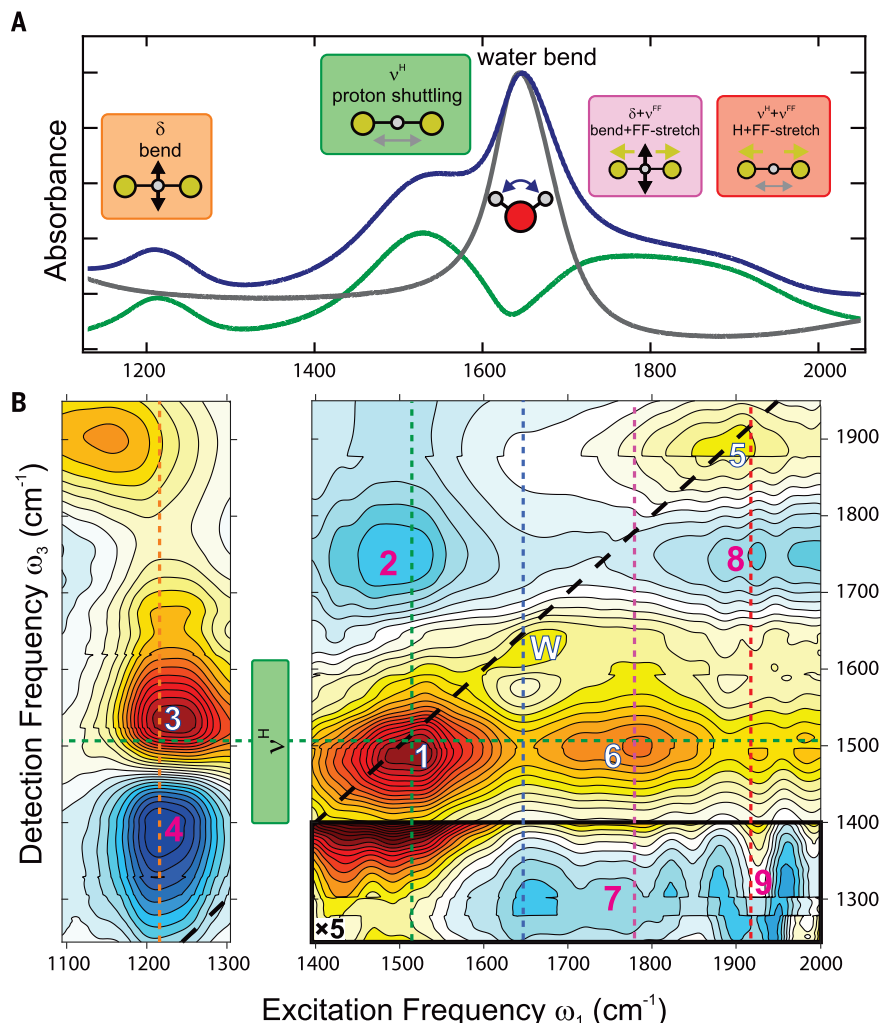 A
δ
bend
ν^H
proton shuttling
water bend
δ+ν^FF
bend+FF-stretch
ν^H+ν^FF
H+FF-stretch
Absorbance
1200
1400
1600
1800
2000
B
Detection Frequency ω₃ (cm⁻¹)
3
4
ν^H
2
5
8
W
1
6
7
9
×5
1900
1800
1700
1600
1500
1400
1300
1100
1200
1300
1400
1500
1600
1700
1800
1900
2000
Excitation Frequency ω₁ (cm⁻¹)